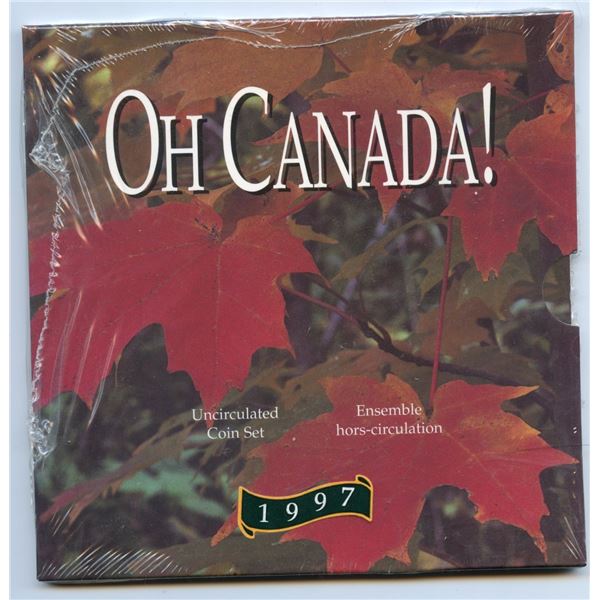 OH CANADA!
Uncirculated
Coin Set
Ensemble
hors-circulation
1997